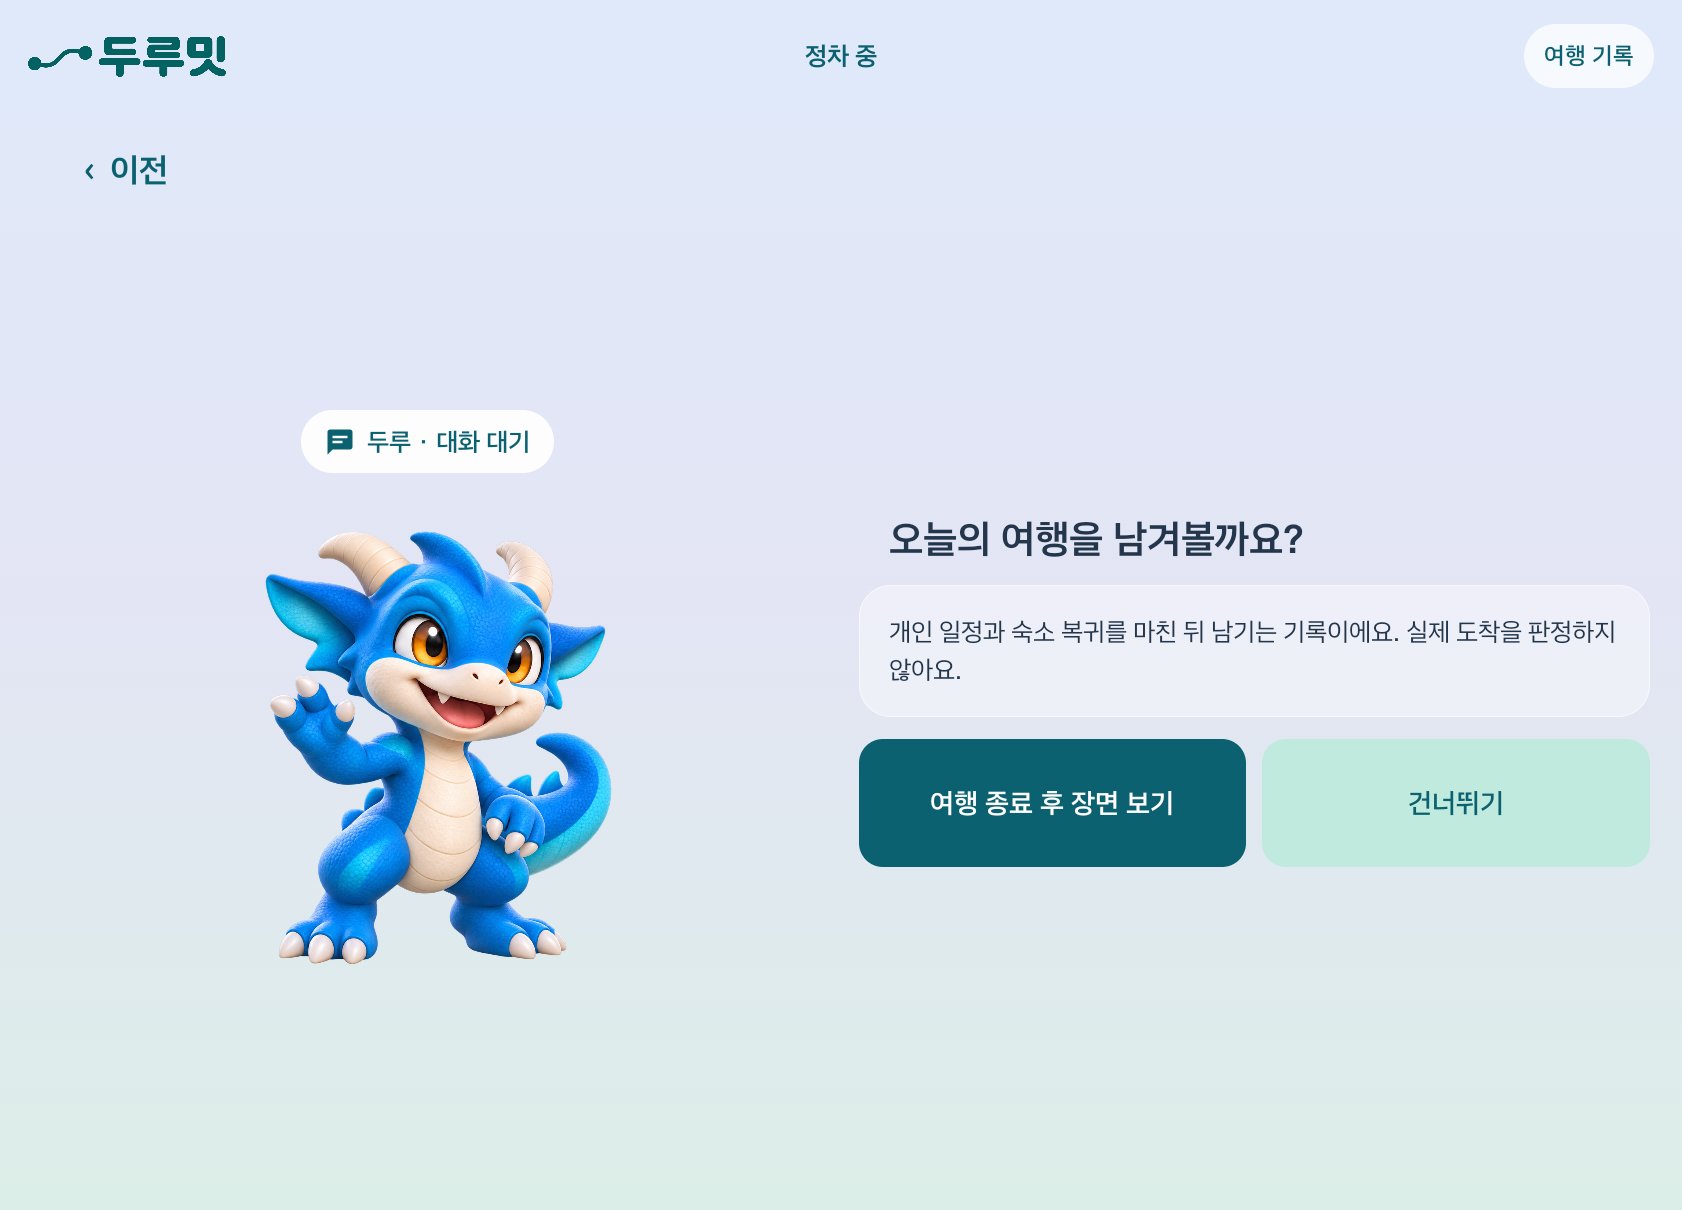 두루밋
정차 중
여행 기록
‹ 이전
두루 · 대화 대기
오늘의 여행을 남겨볼까요?
개인 일정과 숙소 복귀를 마친 뒤 남기는 기록이에요. 실제 도착을 판정하지
않아요.
여행 종료 후 장면 보기
건너뛰기